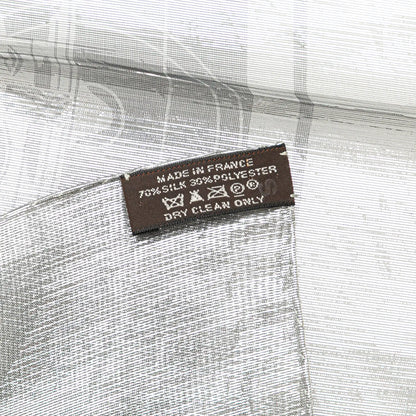 MADE IN FRANCE
70%SILK 30%POLYESTER
Ⓟ
DRY CLEAN ONLY